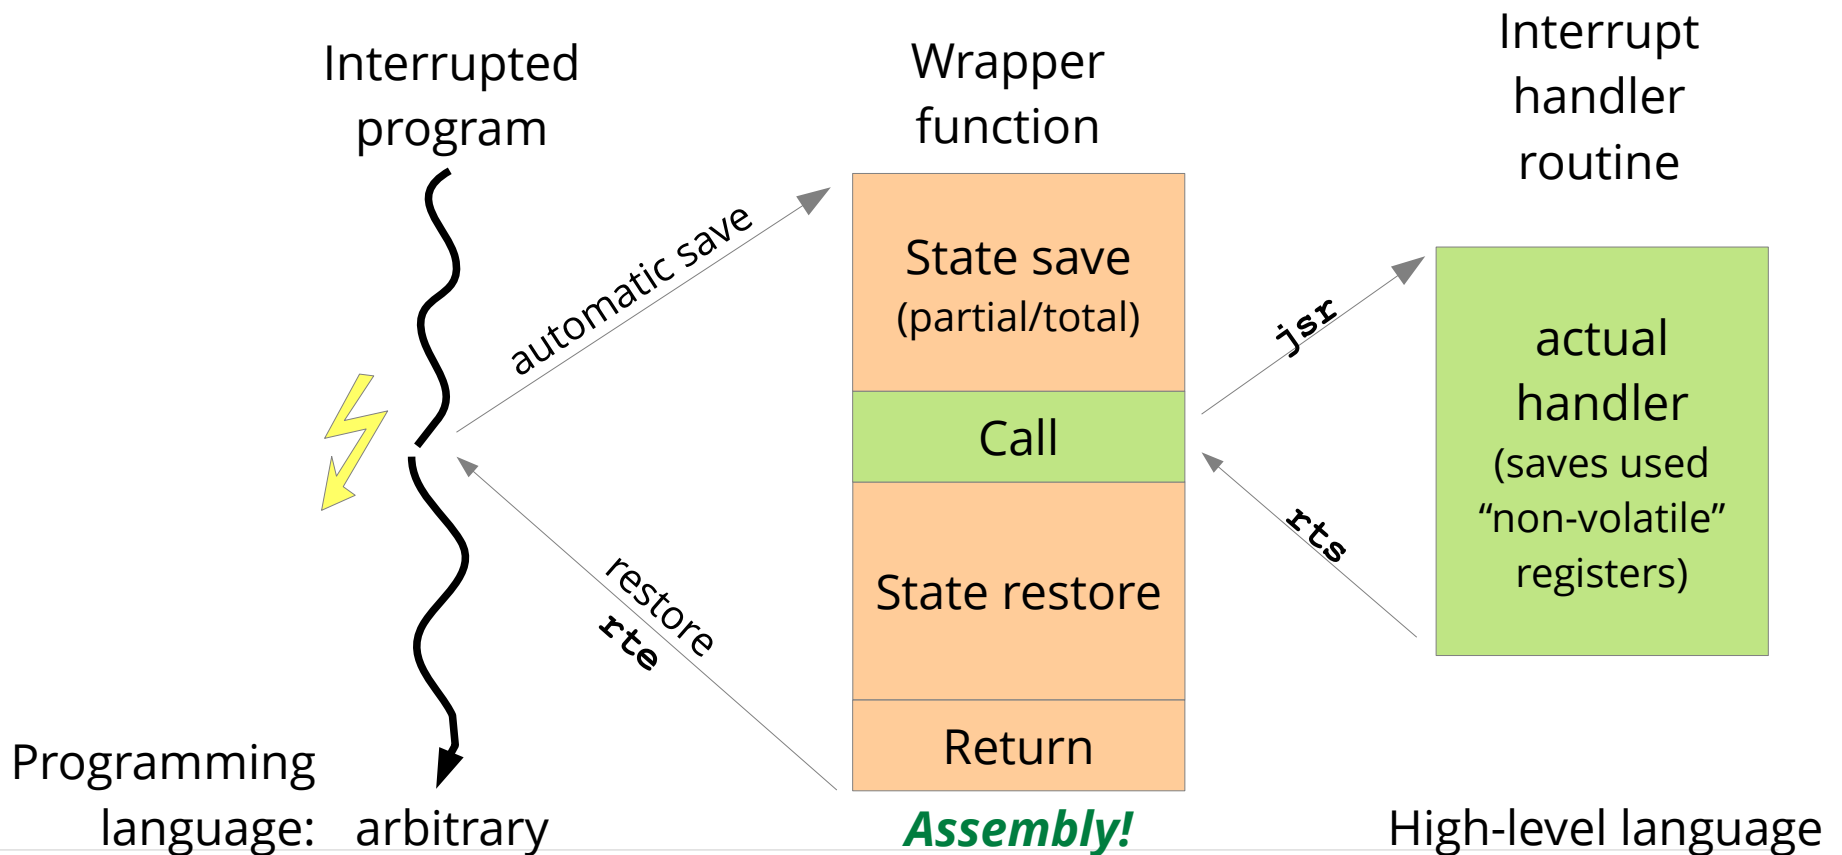 Interrupted
program
Wrapper
function
Interrupt
handler
routine
automatic save
State save
(partial/total)
jsr
actual
handler
(saves used
“non-volatile”
registers)
Call
rts
restore
rte
State restore
Return
Programming
language: arbitrary
Assembly!
High-level language